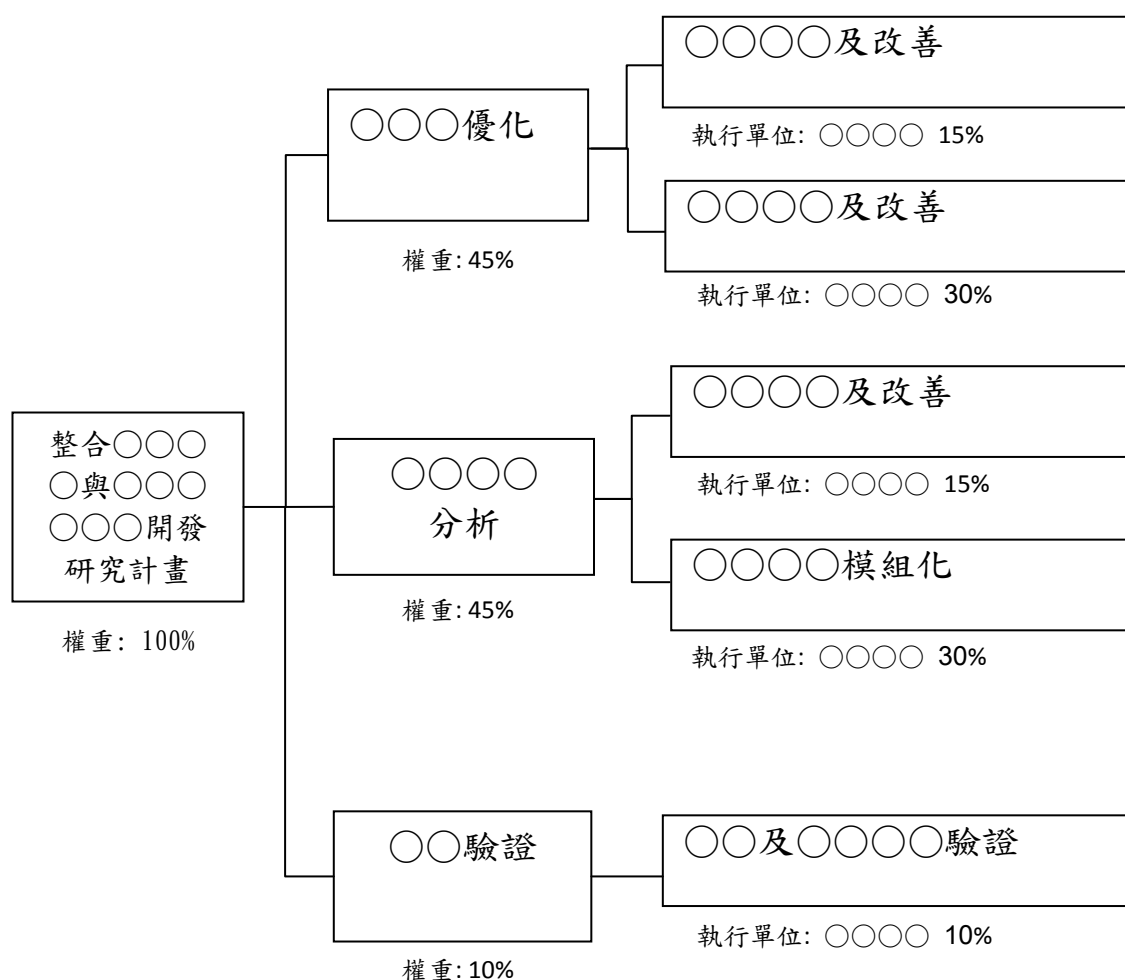 整合○○○
○與○○○
○○○開發
研究計畫
權重: 100%
○○○優化
權重: 45%
○○○○及改善
執行單位: ○○○○ 15%
○○○○及改善
執行單位: ○○○○ 30%
○○○○
分析
權重: 45%
○○○○及改善
執行單位: ○○○○ 15%
○○○○模組化
執行單位: ○○○○ 30%
○○驗證
權重: 10%
○○及○○○○驗證
執行單位: ○○○○ 10%